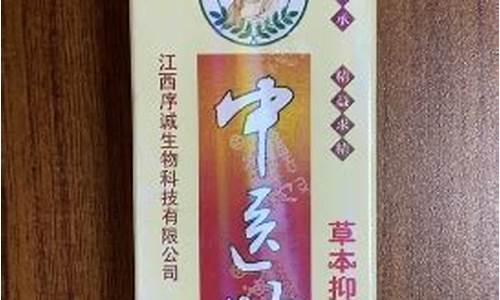 江西序诚生物科技有限公司
中医
承
精益求精
草本抑